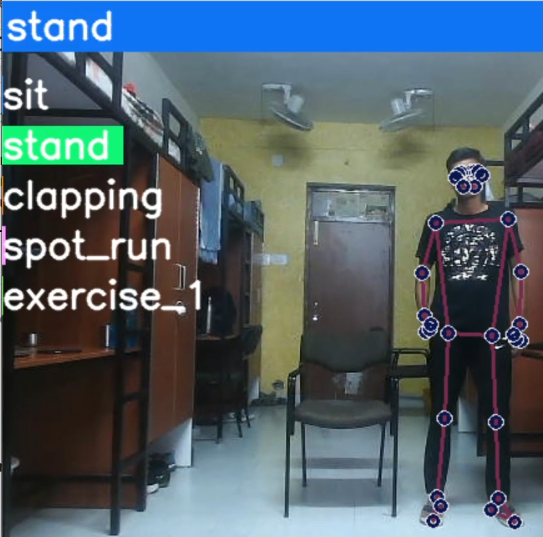 stand
sit
stand
clapping
spot_run
exercise_1